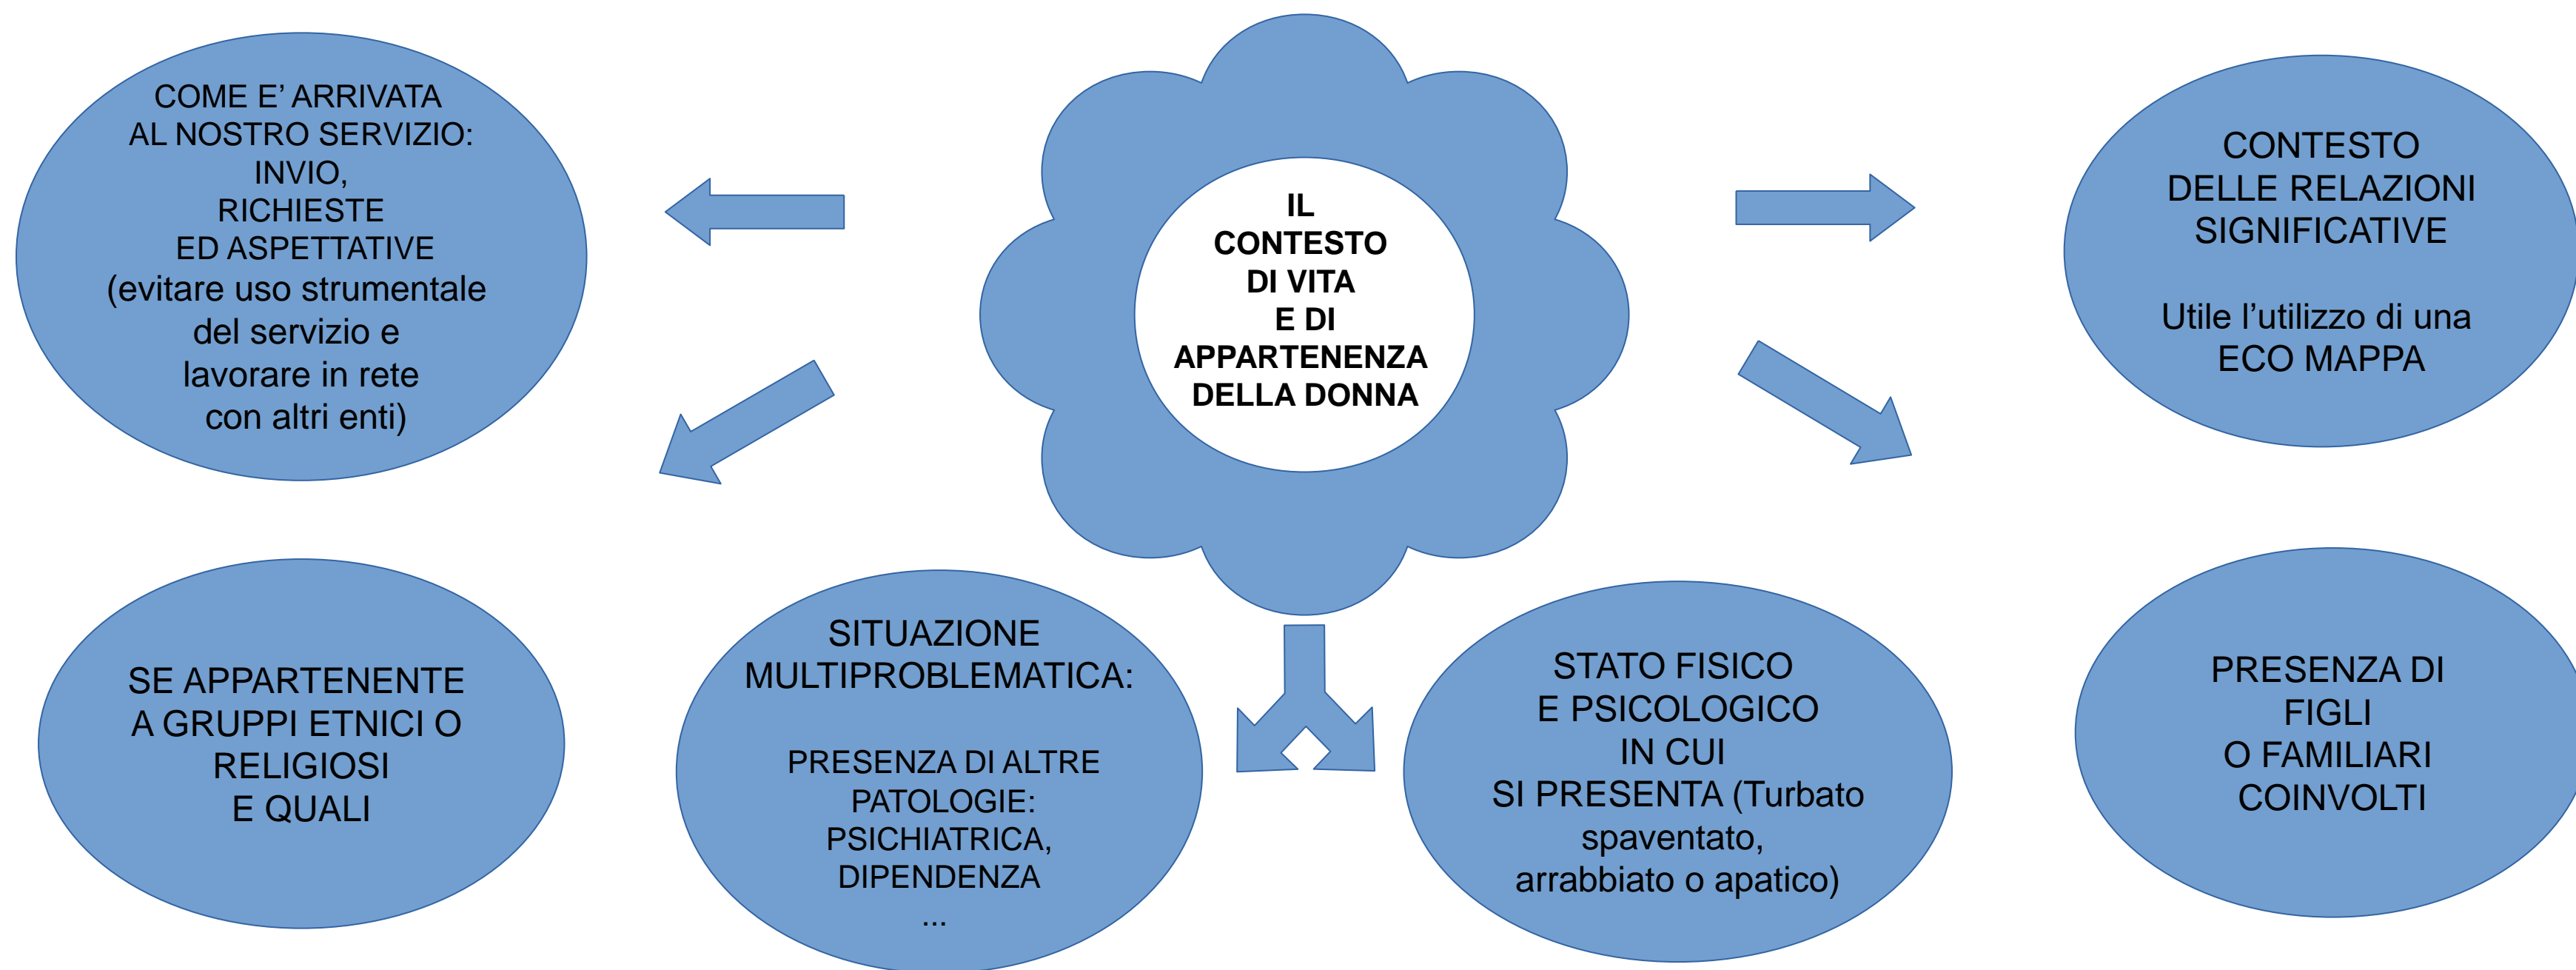 COME E' ARRIVATA
AL NOSTRO SERVIZIO:
INVIO,
RICHIESTE
ED ASPETTATIVE
(evitare uso strumentale
del servizio e
lavorare in rete
con altri enti)
IL
CONTESTO
DI VITA
E DI
APPARTENENZA
DELLA DONNA
CONTESTO
DELLE RELAZIONI
SIGNIFICATIVE
Utile l’utilizzo di una
ECO MAPPA
SE APPARTENENTE
A GRUPPI ETNICI O
RELIGIOSI
E QUALI
SITUAZIONE
MULTIPROBLEMATICA:
PRESENZA DI ALTRE
PATOLOGIE:
PSICHIATRICA,
DIPENDENZA
...
STATO FISICO
E PSICOLOGICO
IN CUI
SI PRESENTA (Turbato
spaventato,
arrabbiato o apatico)
PRESENZA DI
FIGLI
O FAMILIARI
COINVOLTI